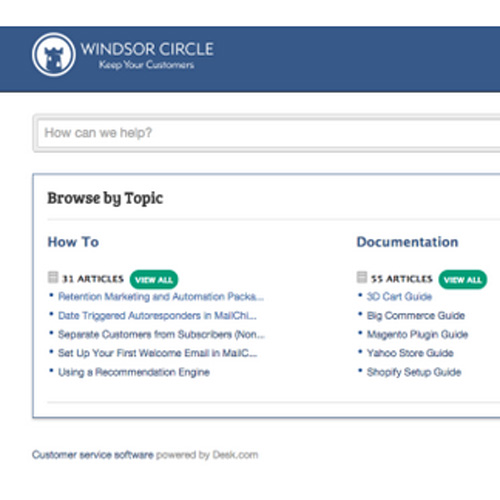 WINDSOR CIRCLE
Keep Your Customers
How can we help?
Browse by Topic
How To
31 ARTICLES VIEW ALL
Retention Marketing and Automation Packa...
Date Triggered Autoresponders in MailChi...
Separate Customers from Subscribers (Non...
Set Up Your First Welcome Email in MailC...
Using a Recommendation Engine
Documentation
55 ARTICLES VIEW ALL
3D Cart Guide
Big Commerce Guide
Magento Plugin Guide
Yahoo Store Guide
Shopify Setup Guide
Customer service software powered by Desk.com